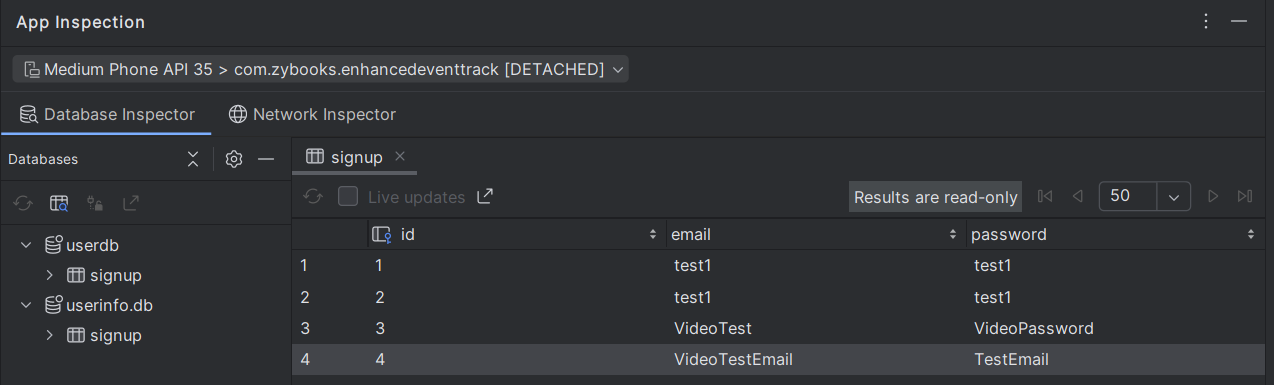 App Inspection
Medium Phone API 35 > com.zybooks.enhancedeventtrack [DETACHED]
Database Inspector Network Inspector
Databases
signup
Live updates Results are read-only 50
userdb
signup
userinfo.db
signup
id email password
1 1 test1 test1
2 2 test1 test1
3 3 VideoTest VideoPassword
4 4 VideoTestEmail TestEmail